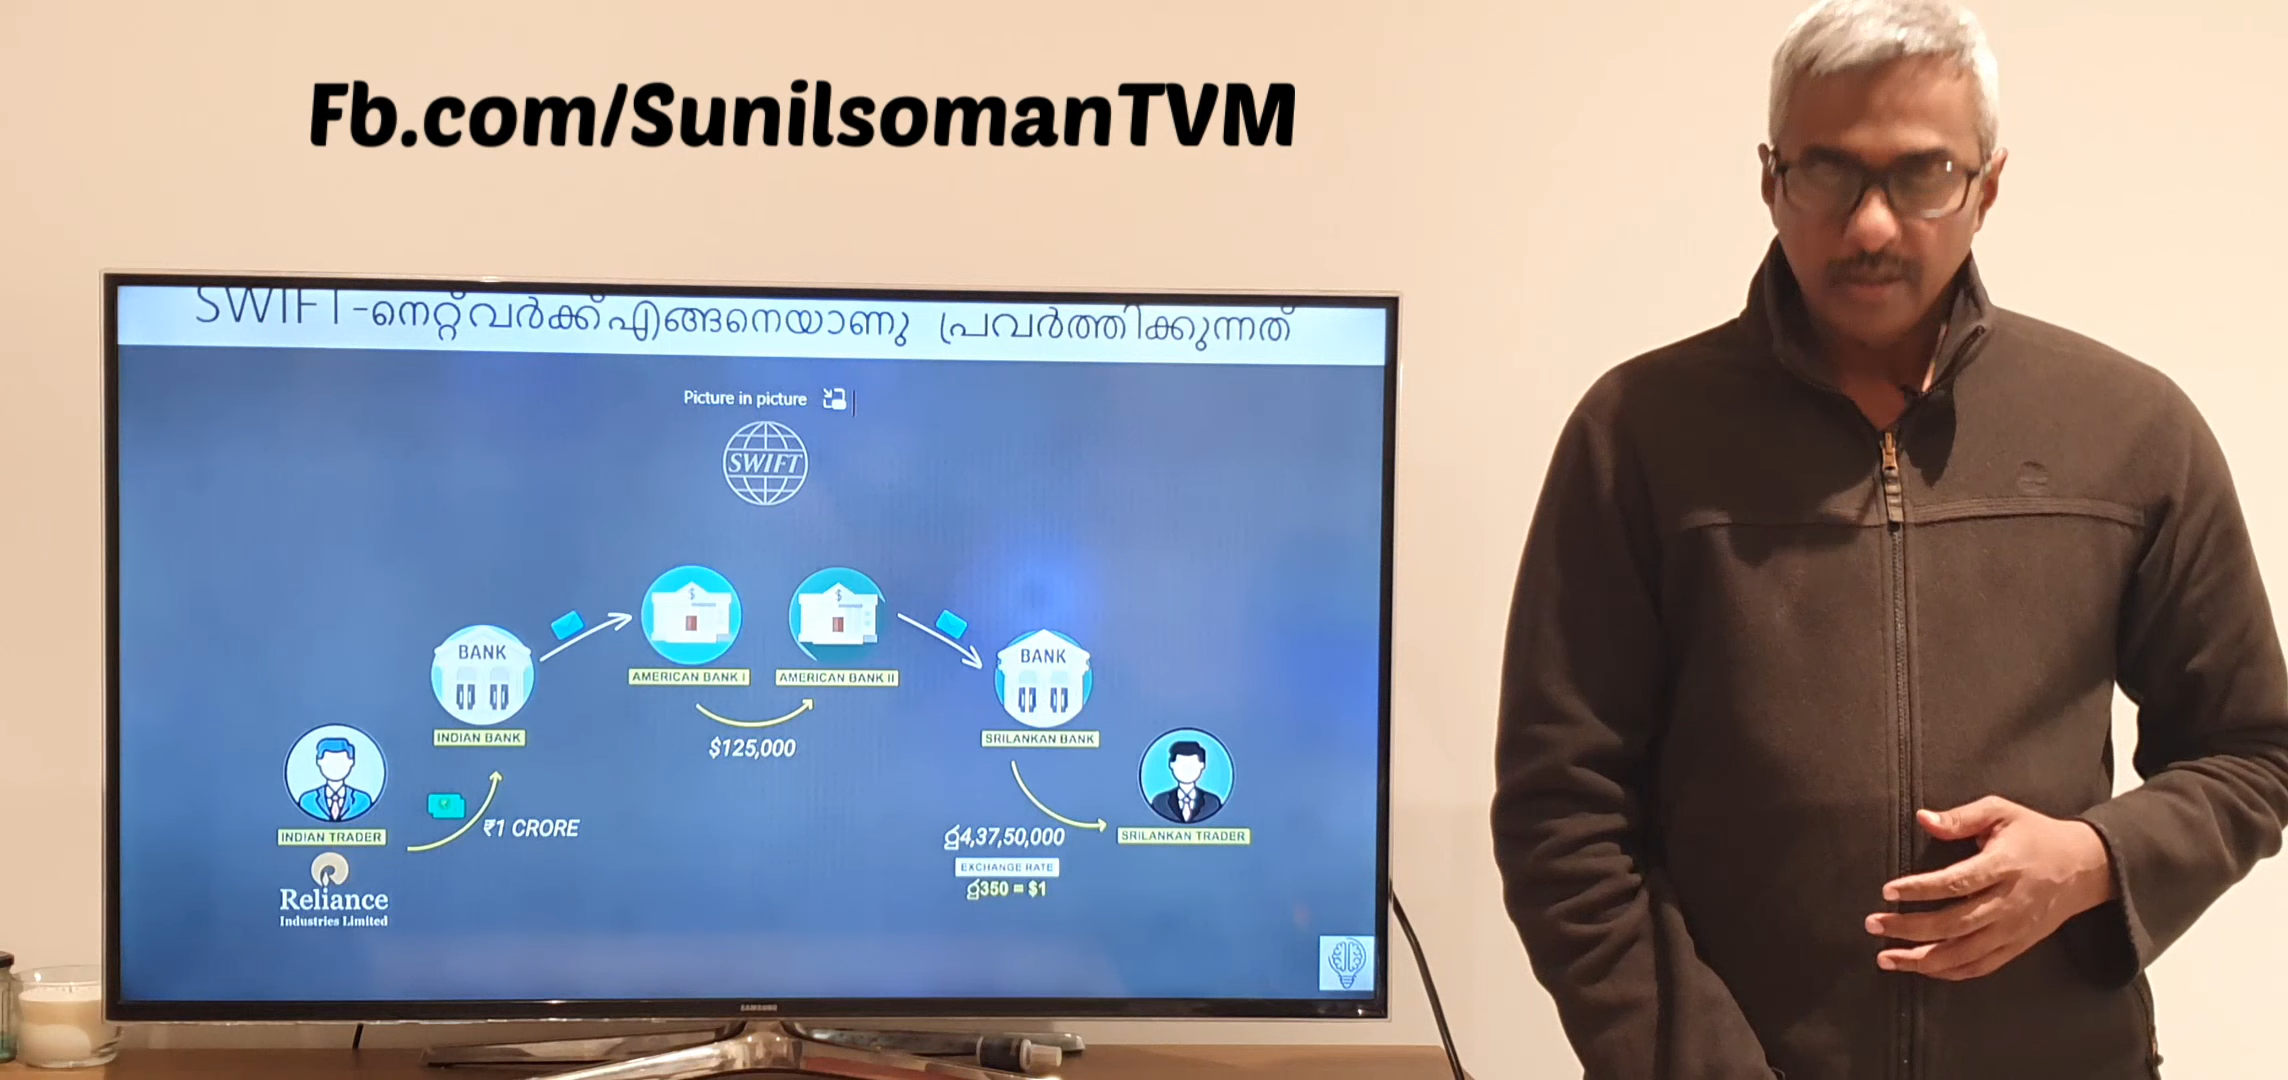 Fb.com/SunilsomanTVM
SWIFT-നെറ്റ്‌വർക്ക് എങ്ങനെയാണു പ്രവർത്തിക്കുന്നത്
Picture in picture
SWIFT
BANK
AMERICAN BANK I
AMERICAN BANK II
BANK
INDIAN BANK
$125,000
SRILANKAN BANK
INDIAN TRADER
₹1 CRORE
රු4,37,50,000
SRILANKAN TRADER
EXCHANGE RATE
රු350 = $1
Reliance
Industries Limited
SAMSUNG